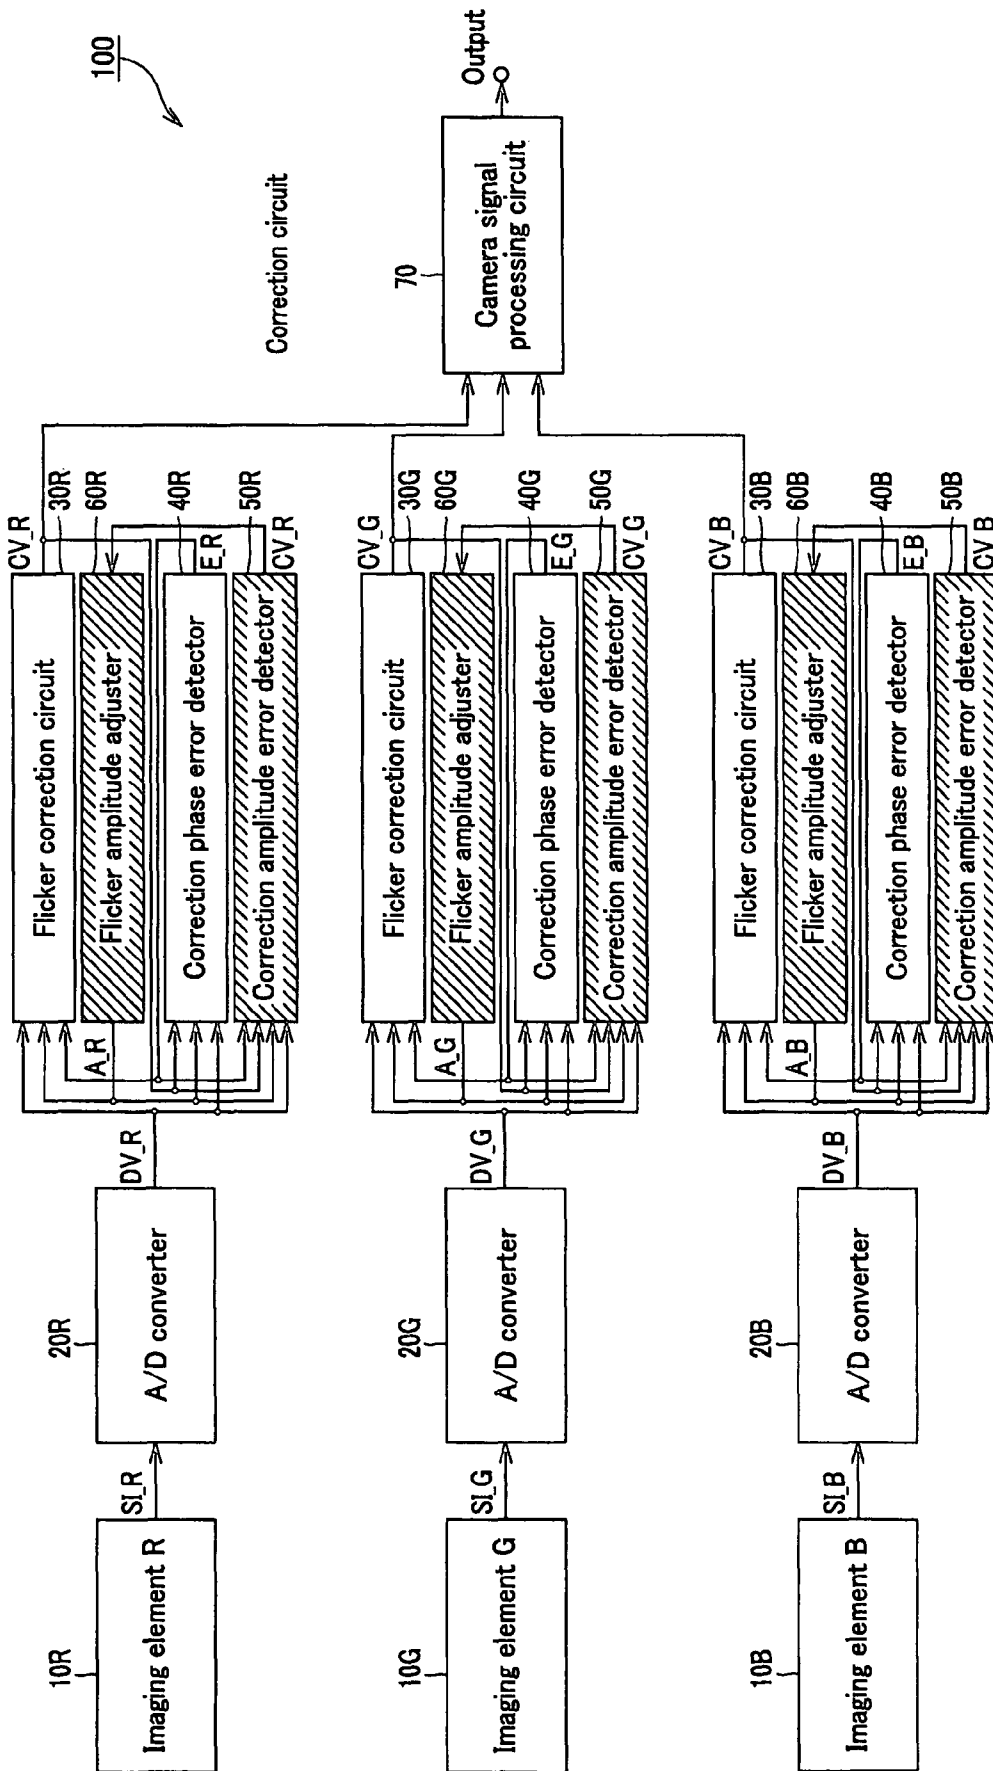 100
Correction circuit
10R
Imaging element R
SI_R
20R
A/D converter
DV_R
A_R
Flicker correction circuit
Flicker amplitude adjuster
Correction phase error detector
Correction amplitude error detector
CV_R
30R
60R
40R
E_R
50R
CV_R
10G
Imaging element G
SI_G
20G
A/D converter
DV_G
A_G
Flicker correction circuit
Flicker amplitude adjuster
Correction phase error detector
Correction amplitude error detector
CV_G
30G
60G
40G
E_G
50G
CV_G
10B
Imaging element B
SI_B
20B
A/D converter
DV_B
A_B
Flicker correction circuit
Flicker amplitude adjuster
Correction phase error detector
Correction amplitude error detector
CV_B
30B
60B
40B
E_B
50B
CV_B
70
Camera signal
processing circuit
Output